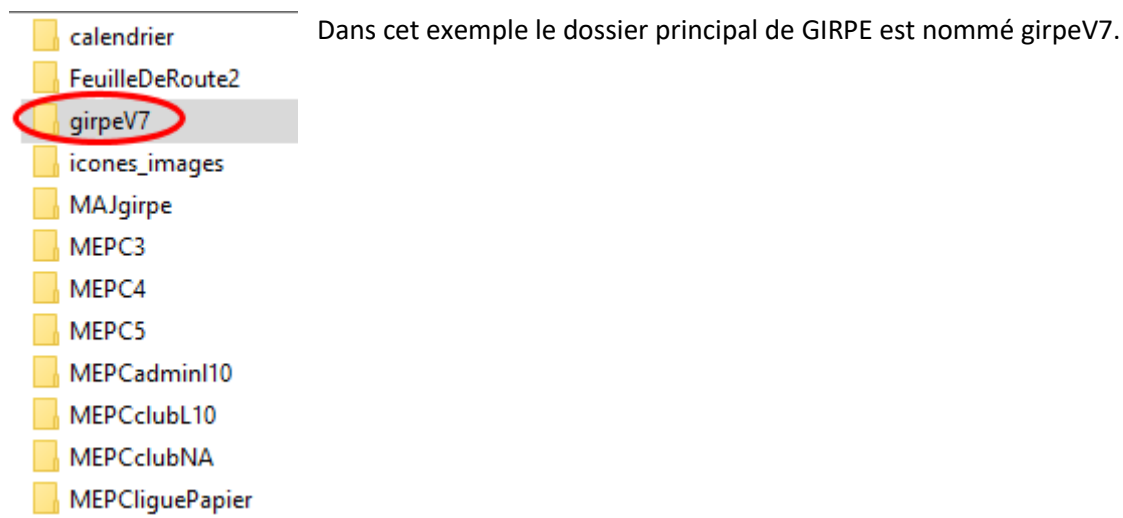 Dans cet exemple le dossier principal de GIRPE est nommé girpeV7.
calendrier
FeuilleDeRoute2
girpeV7
icones_images
MAJgirpe
MEPC3
MEPC4
MEPC5
MEPCadminl10
MEPCclubL10
MEPCclubNA
MEPCliguePapier